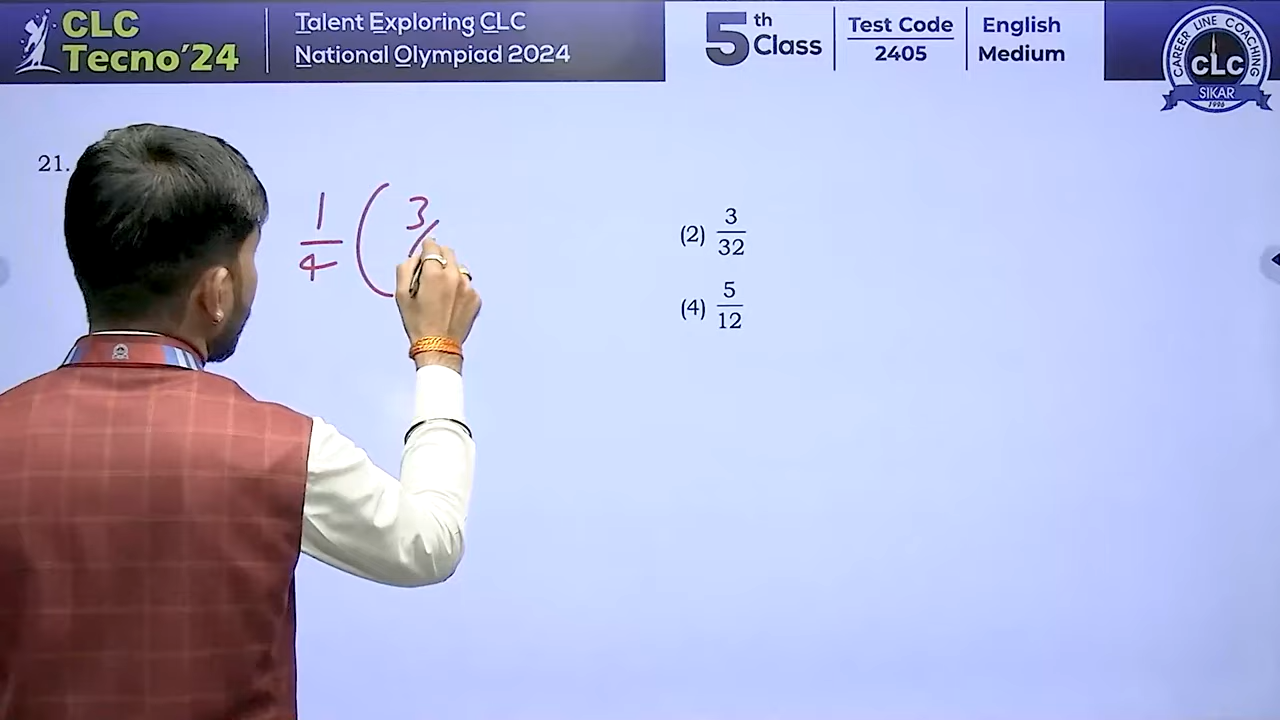 CLC
Tecno'24
Talent Exploring CLC
National Olympiad 2024
5th Class
Test Code
2405
English
Medium
CAREER LINE COACHING
CLC
SIKAR
1996
21.
1/4 ( 3/
(2) 3/32
(4) 5/12